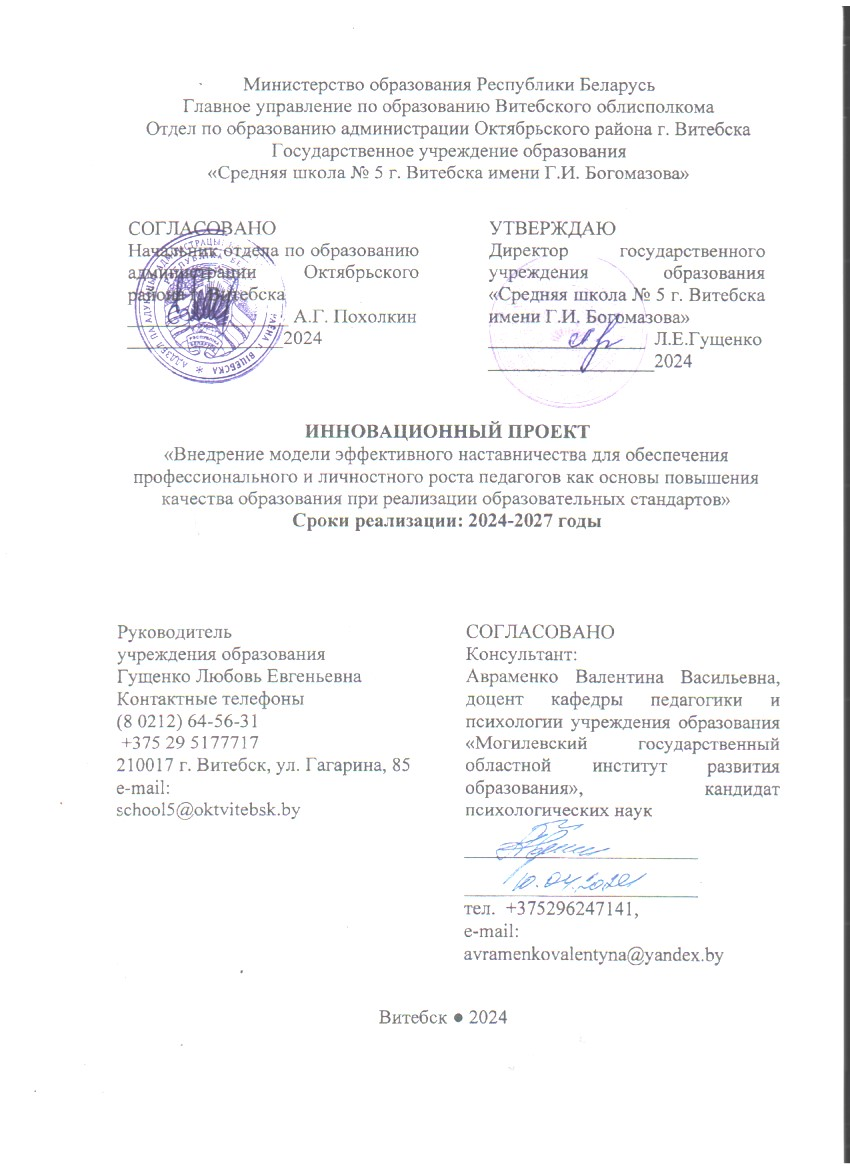 Министерство образования Республики Беларусь
Главное управление по образованию Витебского облисполкома
Отдел по образованию администрации Октябрьского района г. Витебска
Государственное учреждение образования
«Средняя школа № 5 г. Витебска имени Г.И. Богомазова»
СОГЛАСОВАНО
Начальник отдела по образованию
администрации Октябрьского
района г. Витебска
А.Г. Похолкин
2024
УТВЕРЖДАЮ
Директор государственного
учреждения образования
«Средняя школа № 5 г. Витебска
имени Г.И. Богомазова»
Л.Е.Гущенко
2024
ИННОВАЦИОННЫЙ ПРОЕКТ
«Внедрение модели эффективного наставничества для обеспечения
профессионального и личностного роста педагогов как основы повышения
качества образования при реализации образовательных стандартов»
Сроки реализации: 2024-2027 годы
Руководитель
учреждения образования
Гущенко Любовь Евгеньевна
Контактные телефоны
(8 0212) 64-56-31
+375 29 5177717
210017 г. Витебск, ул. Гагарина, 85
e-mail:
school5@oktvitebsk.by
СОГЛАСОВАНО
Консультант:
Авраменко Валентина Васильевна,
доцент кафедры педагогики и
психологии учреждения образования
«Могилевский государственный
областной институт развития
образования», кандидат
психологических наук
тел. +375296247141,
e-mail:
avramenkovalentyna@yandex.by
Витебск ● 2024